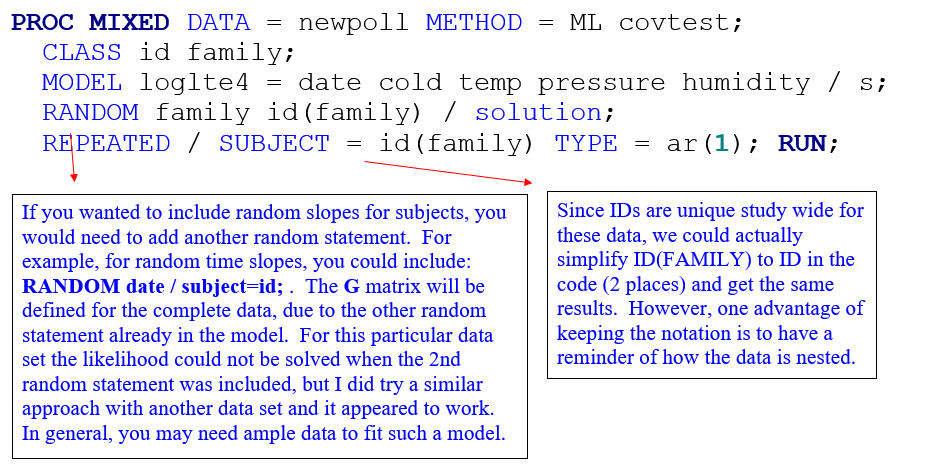 PROC MIXED DATA = newpoll METHOD = ML covtest;
CLASS id family;
MODEL loglte4 = date cold temp pressure humidity / s;
RANDOM family id(family) / solution;
REPEATED / SUBJECT = id(family) TYPE = ar(1); RUN;
If you wanted to include random slopes for subjects, you
would need to add another random statement.  For
example, for random time slopes, you could include:
RANDOM date / subject=id; .  The G matrix will be
defined for the complete data, due to the other random
statement already in the model.  For this particular data
set the likelihood could not be solved when the 2nd
random statement was included, but I did try a similar
approach with another data set and it appeared to work.
In general, you may need ample data to fit such a model.
Since IDs are unique study wide for
these data, we could actually
simplify ID(FAMILY) to ID in the
code (2 places) and get the same
results.  However, one advantage of
keeping the notation is to have a
reminder of how the data is nested.